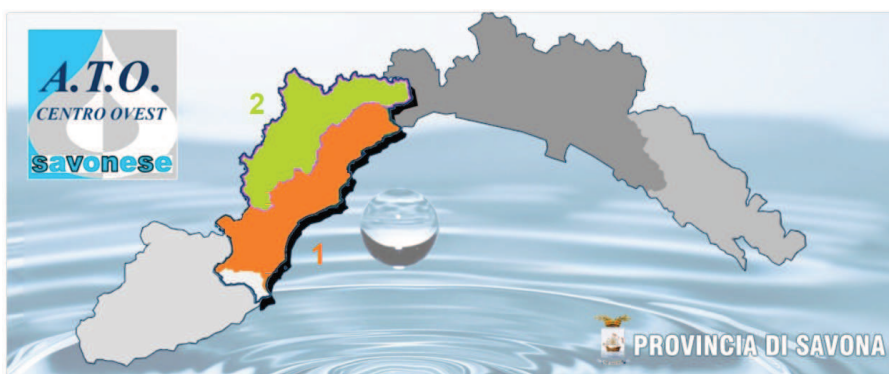 A.T.O.
CENTRO OVEST
savonese
2
1
PROVINCIA DI SAVONA